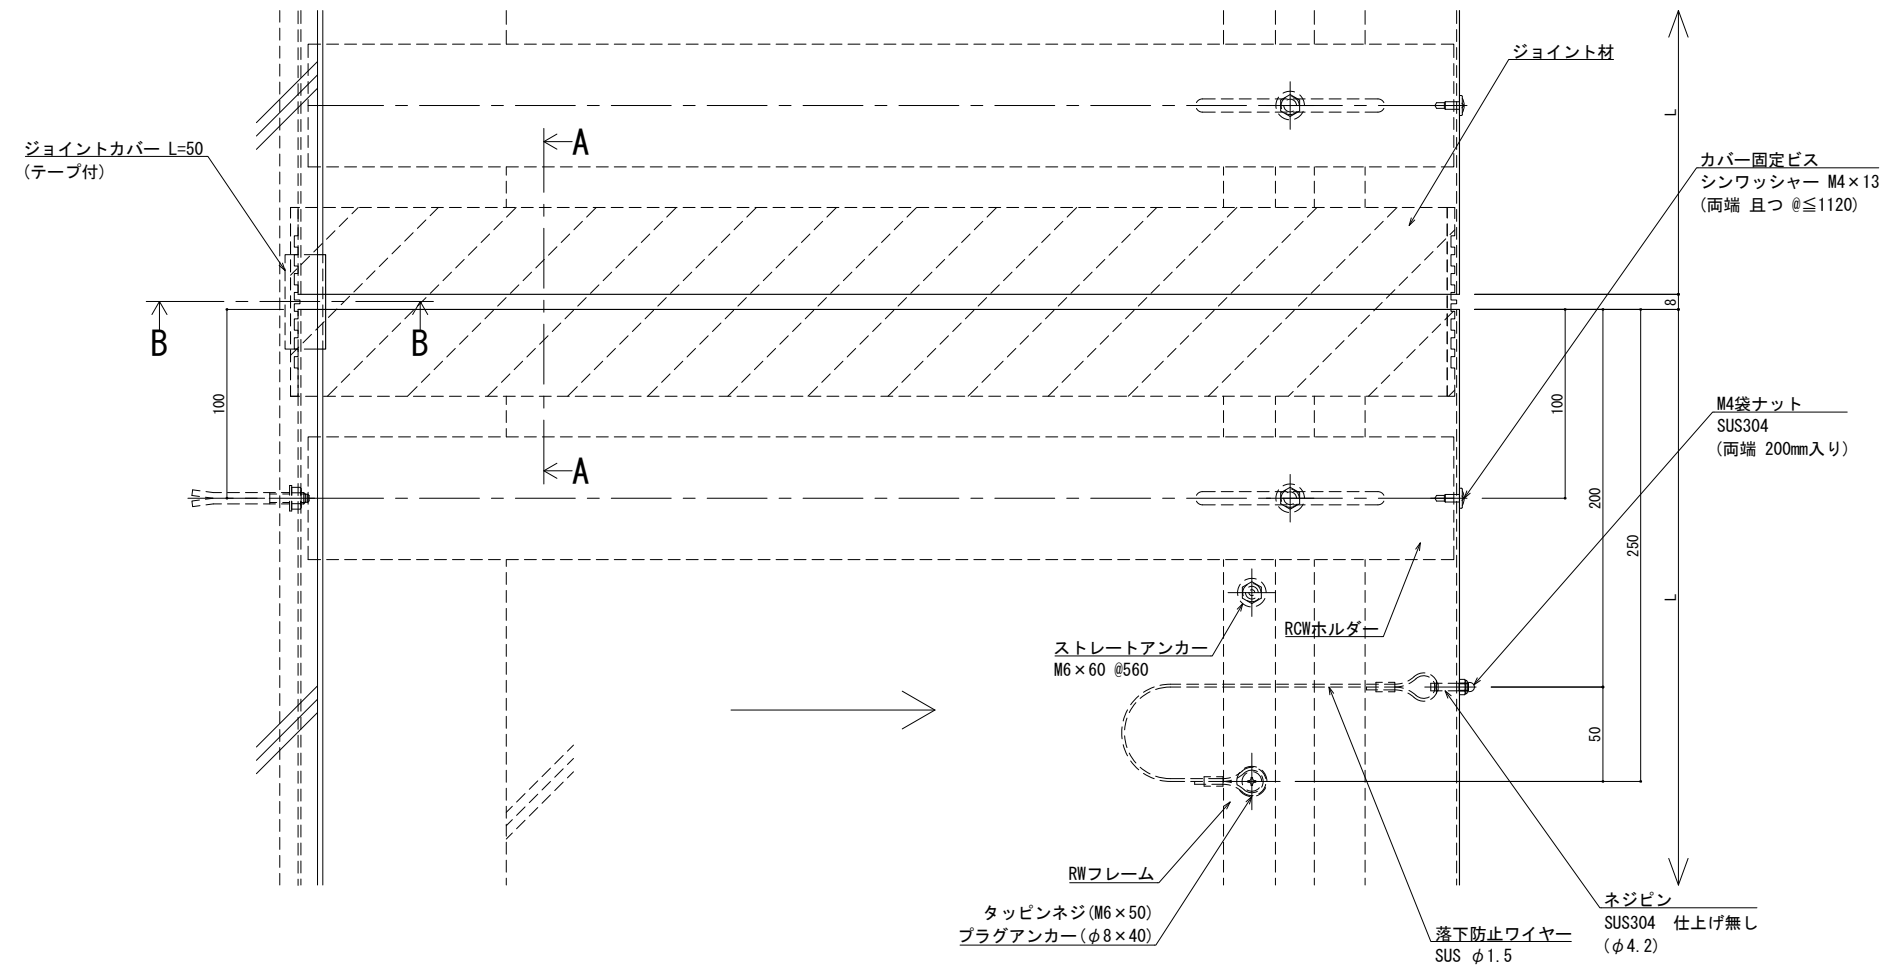 ジョイント材
L
A
ジョイントカバー L=50
(テープ付)
カバー固定ビス
シンワッシャー M4×13
(両端 且つ @≦1120)
8
B
B
100
100
M4袋ナット
SUS304
(両端 200mm入り)
A
200
250
L
ストレートアンカー
M6×60 @560
RCWホルダー
50
RWフレーム
タッピンネジ(M6×50)
プラグアンカー(φ8×40)
落下防止ワイヤー
SUS φ1.5
ネジピン
SUS304 仕上げ無し
(φ4.2)